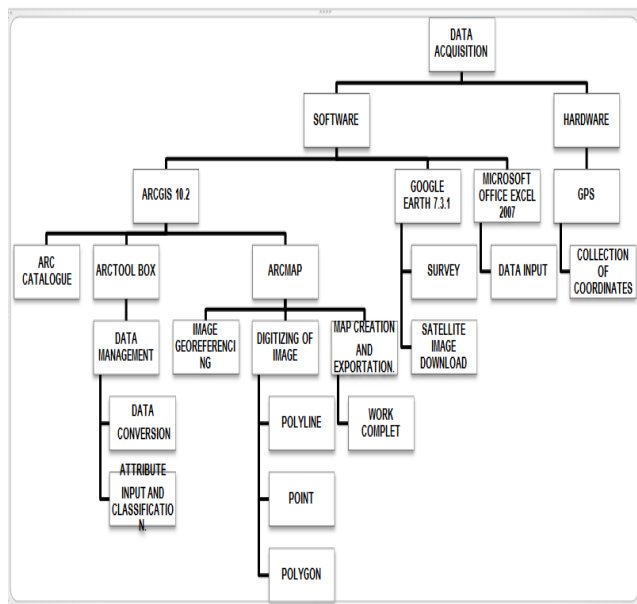 DATA
ACQUISITION
SOFTWARE
HARDWARE
ARCGIS 10.2
GOOGLE
EARTH 7.3.1
MICROSOFT
OFFICE EXCEL
2007
GPS
ARC
CATALOGUE
ARCTOOL BOX
ARCMAP
SURVEY
DATA INPUT
COLLECTION
OF
COORDINATES
DATA
MANAGEMENT
IMAGE
GEOREFERENCI
NG
DIGITIZING OF
IMAGE
MAP CREATION
AND
EXPORTATION.
SATELLITE
IMAGE
DOWNLOAD
DATA
CONVERSION
POLYLINE
WORK
COMPLET
ATTRIBUTE
INPUT AND
CLASSIFICATIO
N.
POINT
POLYGON